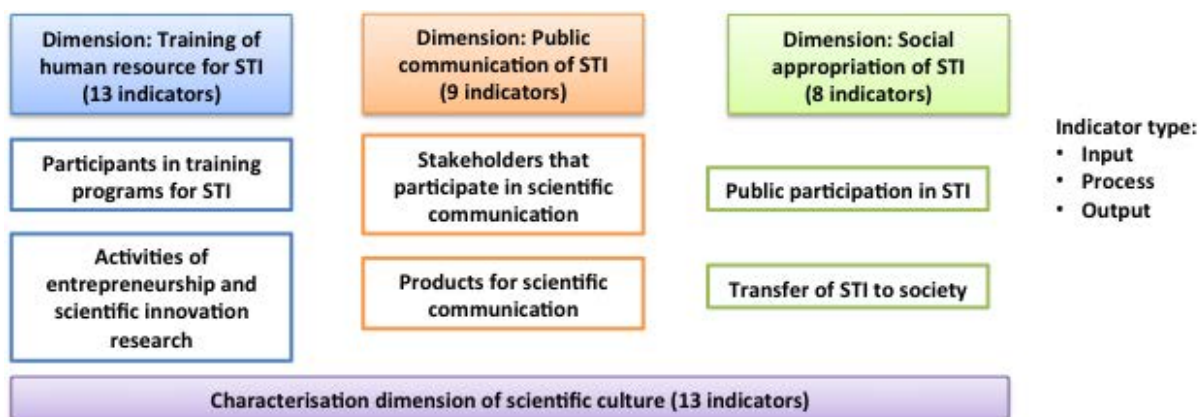 Dimension: Training of
human resource for STI
(13 indicators)
Participants in training
programs for STI
Activities of
entrepreneurship and
scientific innovation
research
Dimension: Public
communication of STI
(9 indicators)
Stakeholders that
participate in scientific
communication
Products for scientific
communication
Dimension: Social
appropriation of STI
(8 indicators)
Public participation in STI
Transfer of STI to society
Indicator type:
• Input
• Process
• Output
Characterisation dimension of scientific culture (13 indicators)